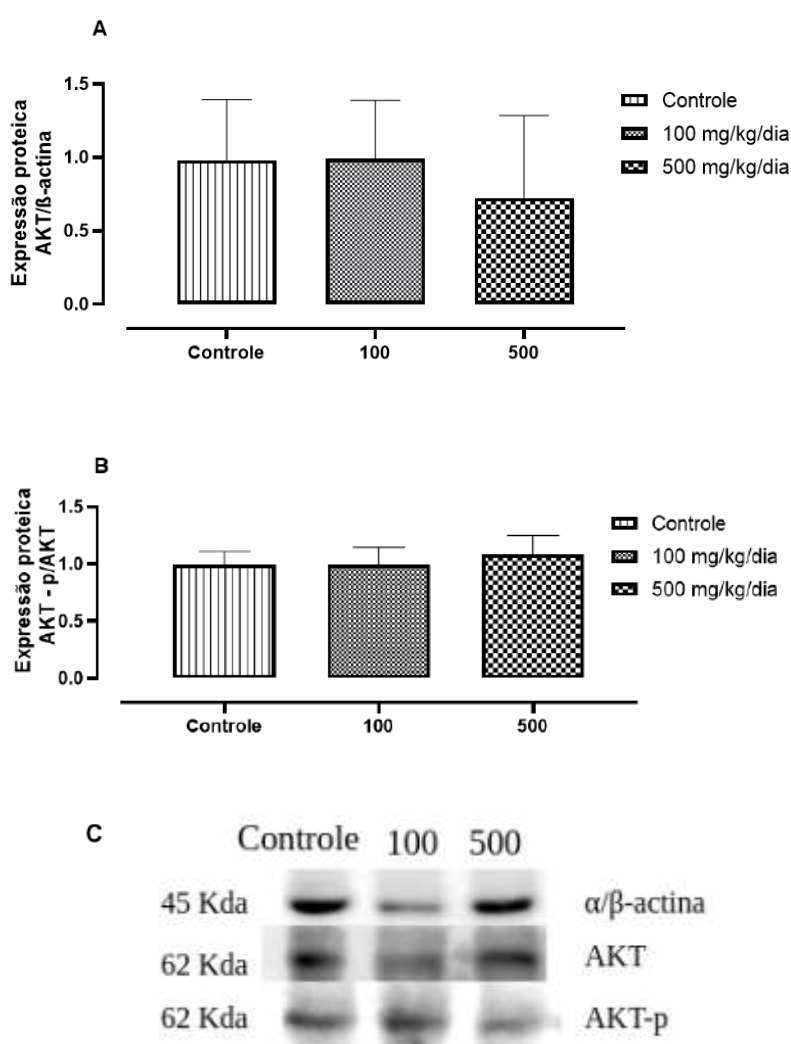 A
Expressão proteica
AKT/ß-actina
1.5
1.0
0.5
0.0
Controle
100
500
Controle
100 mg/kg/dia
500 mg/kg/dia
B
Expressão proteica
AKT - p/AKT
1.5
1.0
0.5
0.0
Controle
100
500
Controle
100 mg/kg/dia
500 mg/kg/dia
C
Controle 100 500
45 Kda α/β-actina
62 Kda AKT
62 Kda AKT-p